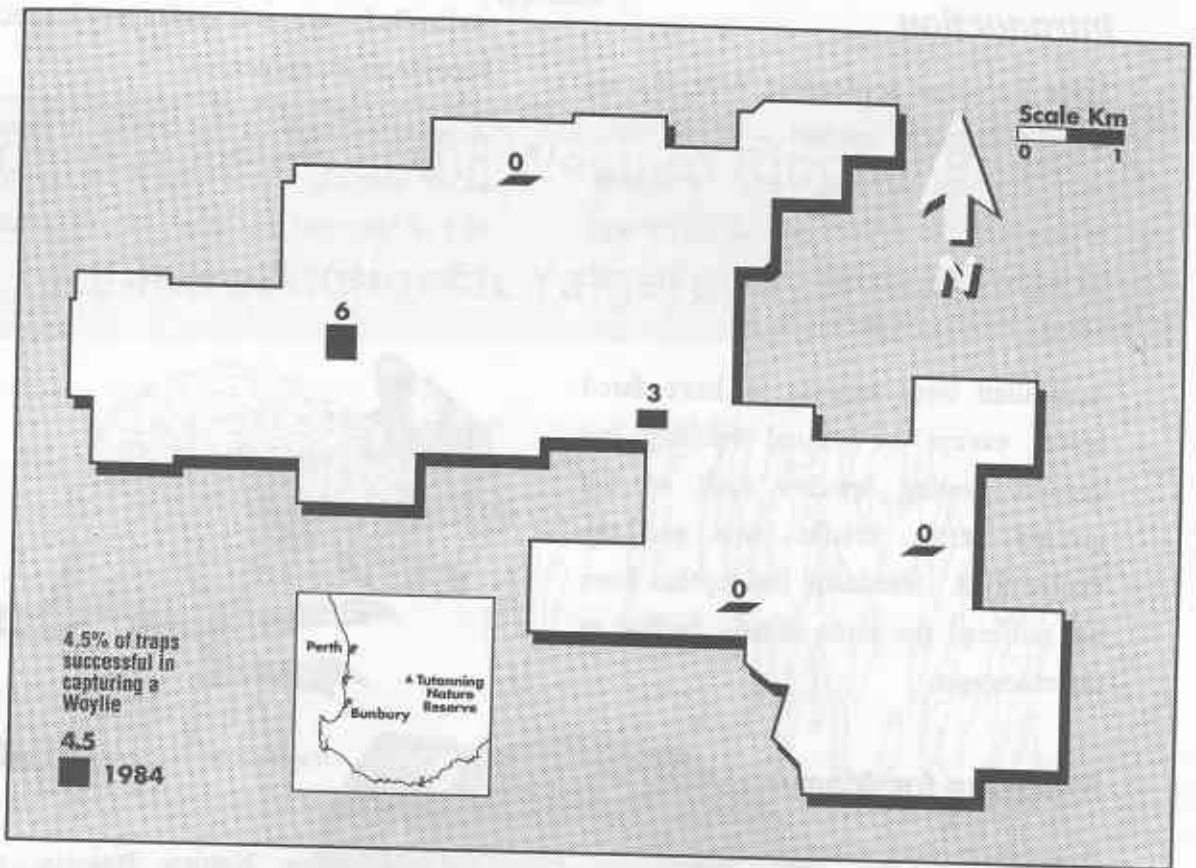 Scale Km
0 1
N
0
6
3
0
0
4.5% of traps
successful in
capturing a
Woylie
4.5
1984
Perth
Tutanning
Nature
Reserve
Bunbury